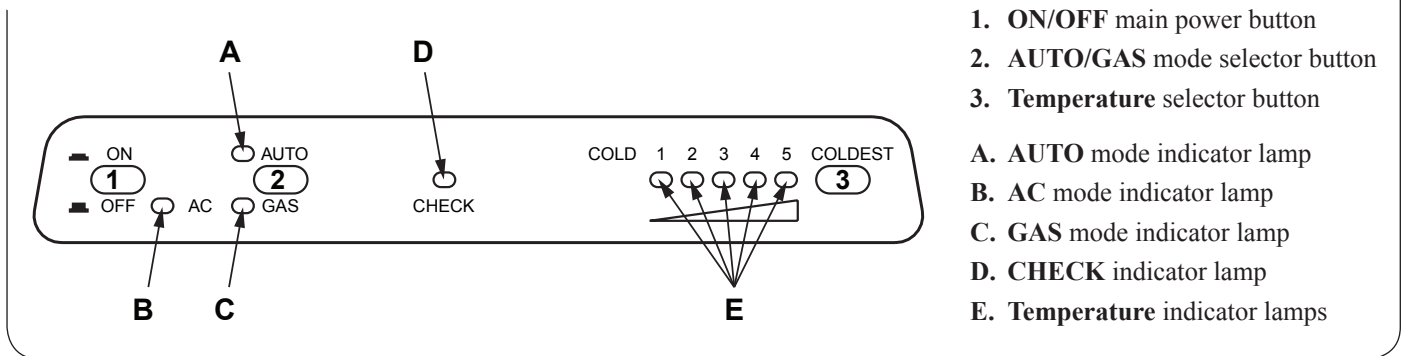 A D
ON AUTO COLD 1 2 3 4 5 COLDEST
1 2 3
OFF AC GAS CHECK
B C E
1. ON/OFF main power button
2. AUTO/GAS mode selector button
3. Temperature selector button
A. AUTO mode indicator lamp
B. AC mode indicator lamp
C. GAS mode indicator lamp
D. CHECK indicator lamp
E. Temperature indicator lamps